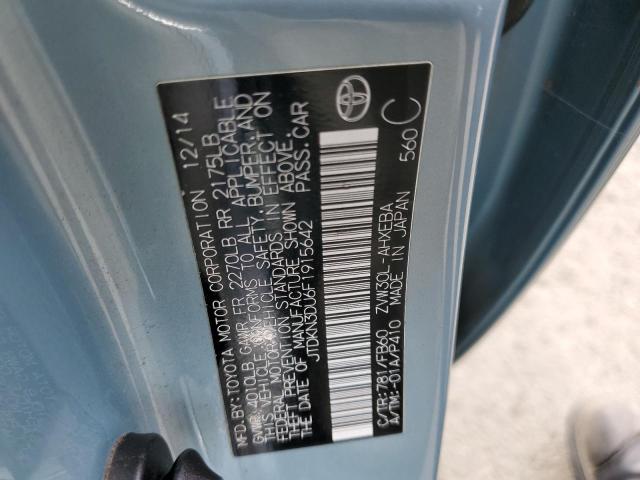 MFD.BY: TOYOTA MOTOR CORPORATION 12/14
GVWR 4010LB GAWR FR 2270LB RR 2175LB
THIS VEHICLE CONFORMS TO ALL APPLICABLE
FEDERAL MOTOR VEHICLE SAFETY, BUMPER, AND
THEFT PREVENTION STANDARDS IN EFFECT ON
THE DATE OF MANUFACTURE SHOWN ABOVE.
JTDKN3DU6F1915642 PASS.CAR
C/TR: 781/FB60 ZVW30L -AHXEBA
A/TM: -01A/P410 MADE IN JAPAN 560 C